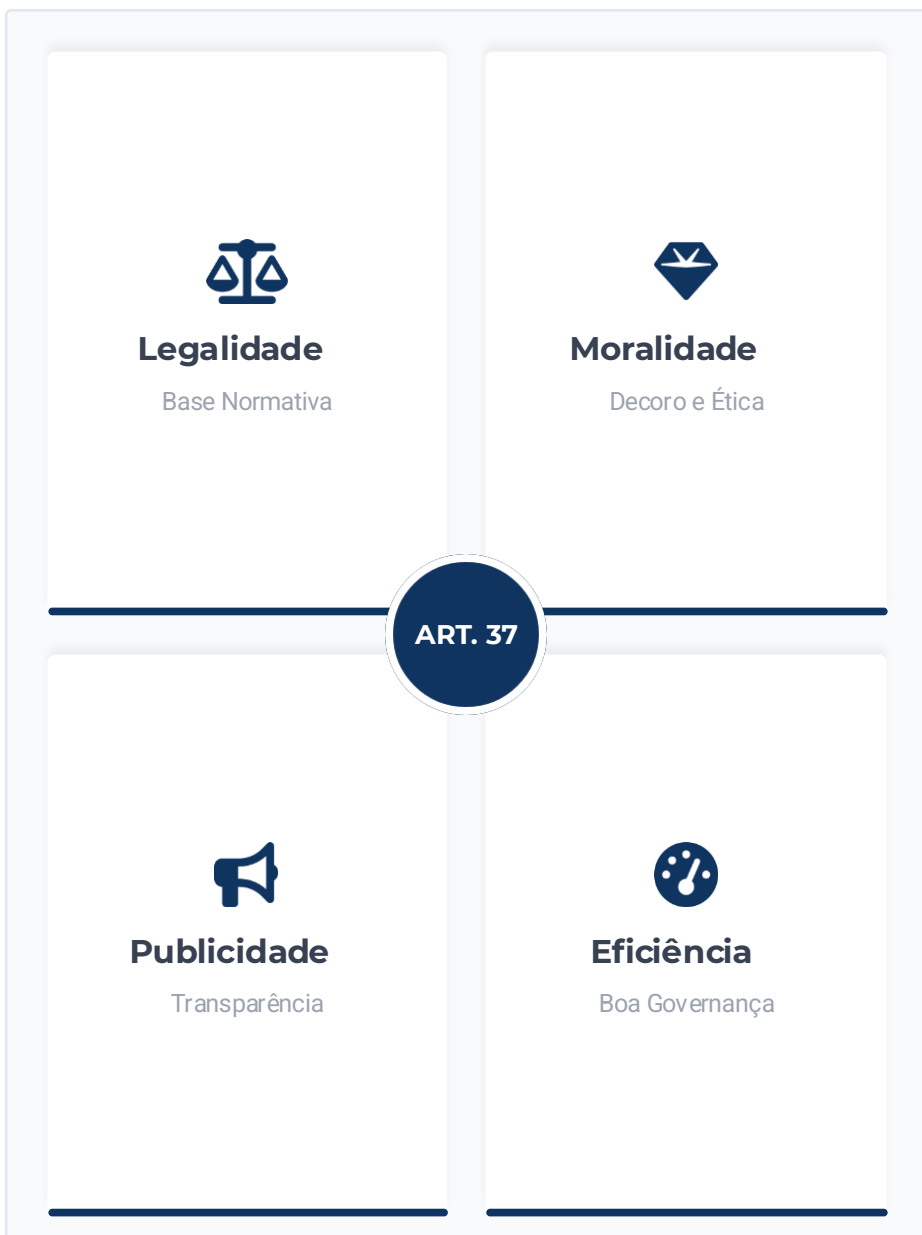 Legalidade
Base Normativa
Moralidade
Decoro e Ética
ART. 37
Publicidade
Transparência
Eficiência
Boa Governança